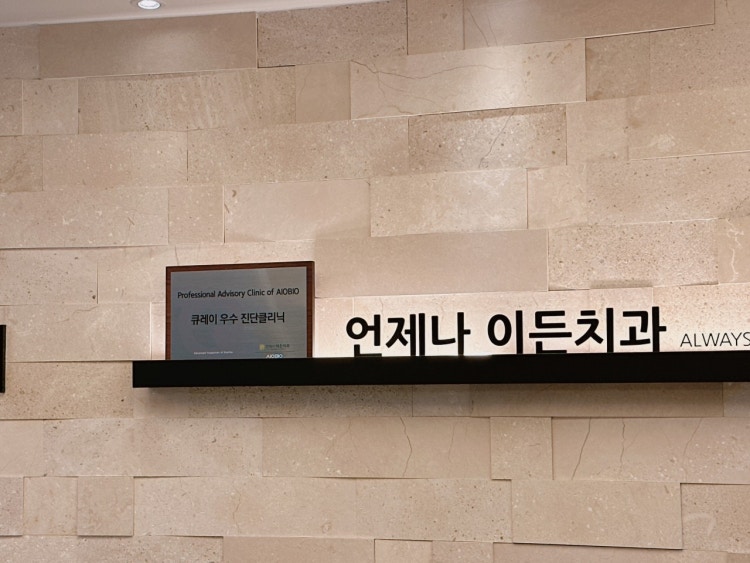 Professional Advisory Clinic of AIOBIO
큐레이 우수 진단클리닉
AIOBIO
언제나 이든치과 ALWAYS